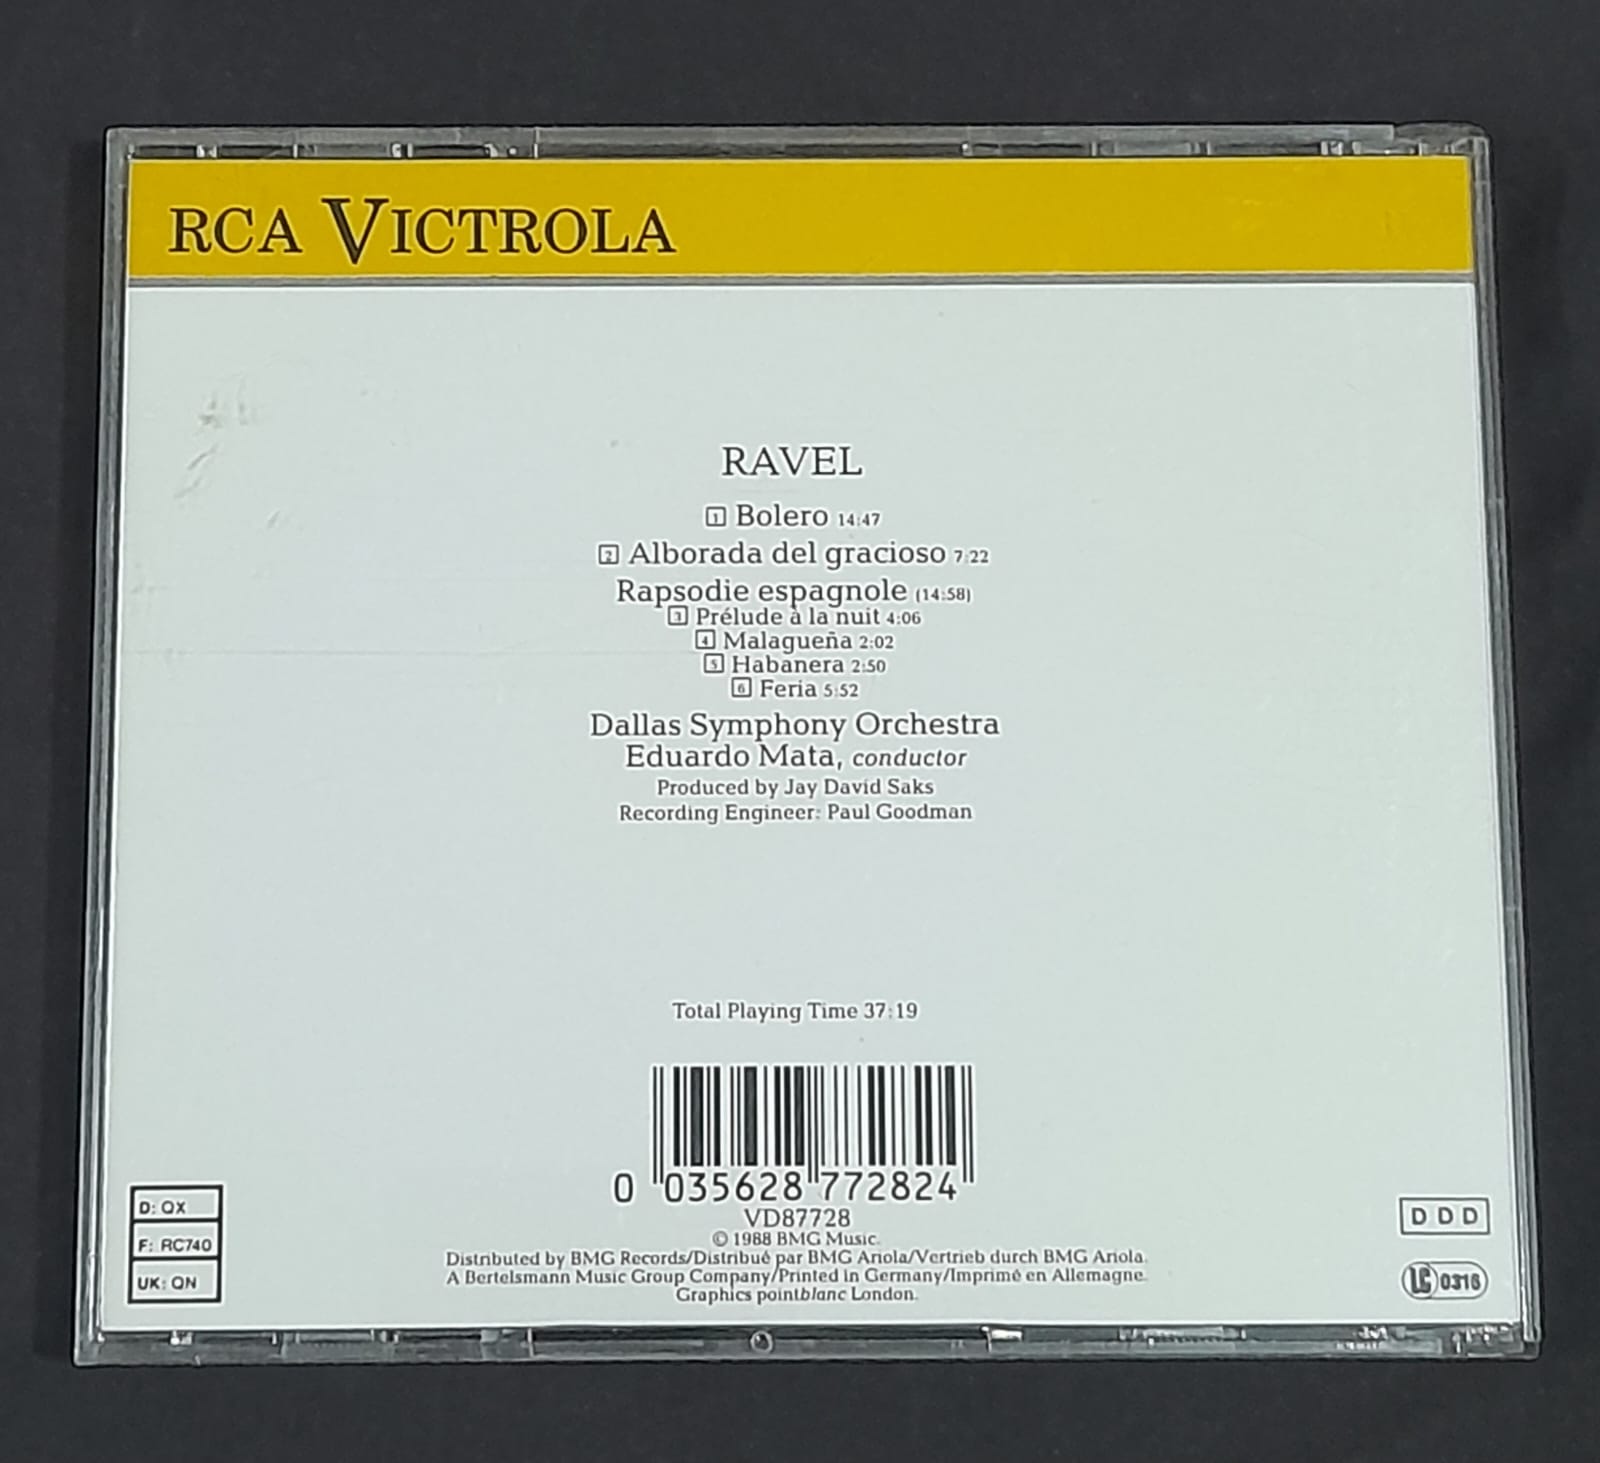 RCA VICTROLA
RAVEL
1 Bolero 14:47
2 Alborada del gracioso 7:22
Rapsodie espagnole (14:58)
3 Prélude à la nuit 4:06
4 Malagueña 2:02
5 Habanera 2:50
6 Feria 5:52
Dallas Symphony Orchestra
Eduardo Mata, conductor
Produced by Jay David Saks
Recording Engineer: Paul Goodman
Total Playing Time 37:19
0 035628 772824
VD87728
© 1988 BMG Music.
Distributed by BMG Records/Distribué par BMG Ariola/Vertrieb durch BMG Ariola.
A Bertelsmann Music Group Company/Printed in Germany/Imprimé en Allemagne.
Graphics pointblanc London.
D: QX
F: RC740
UK: QN
D D D
LC 0316